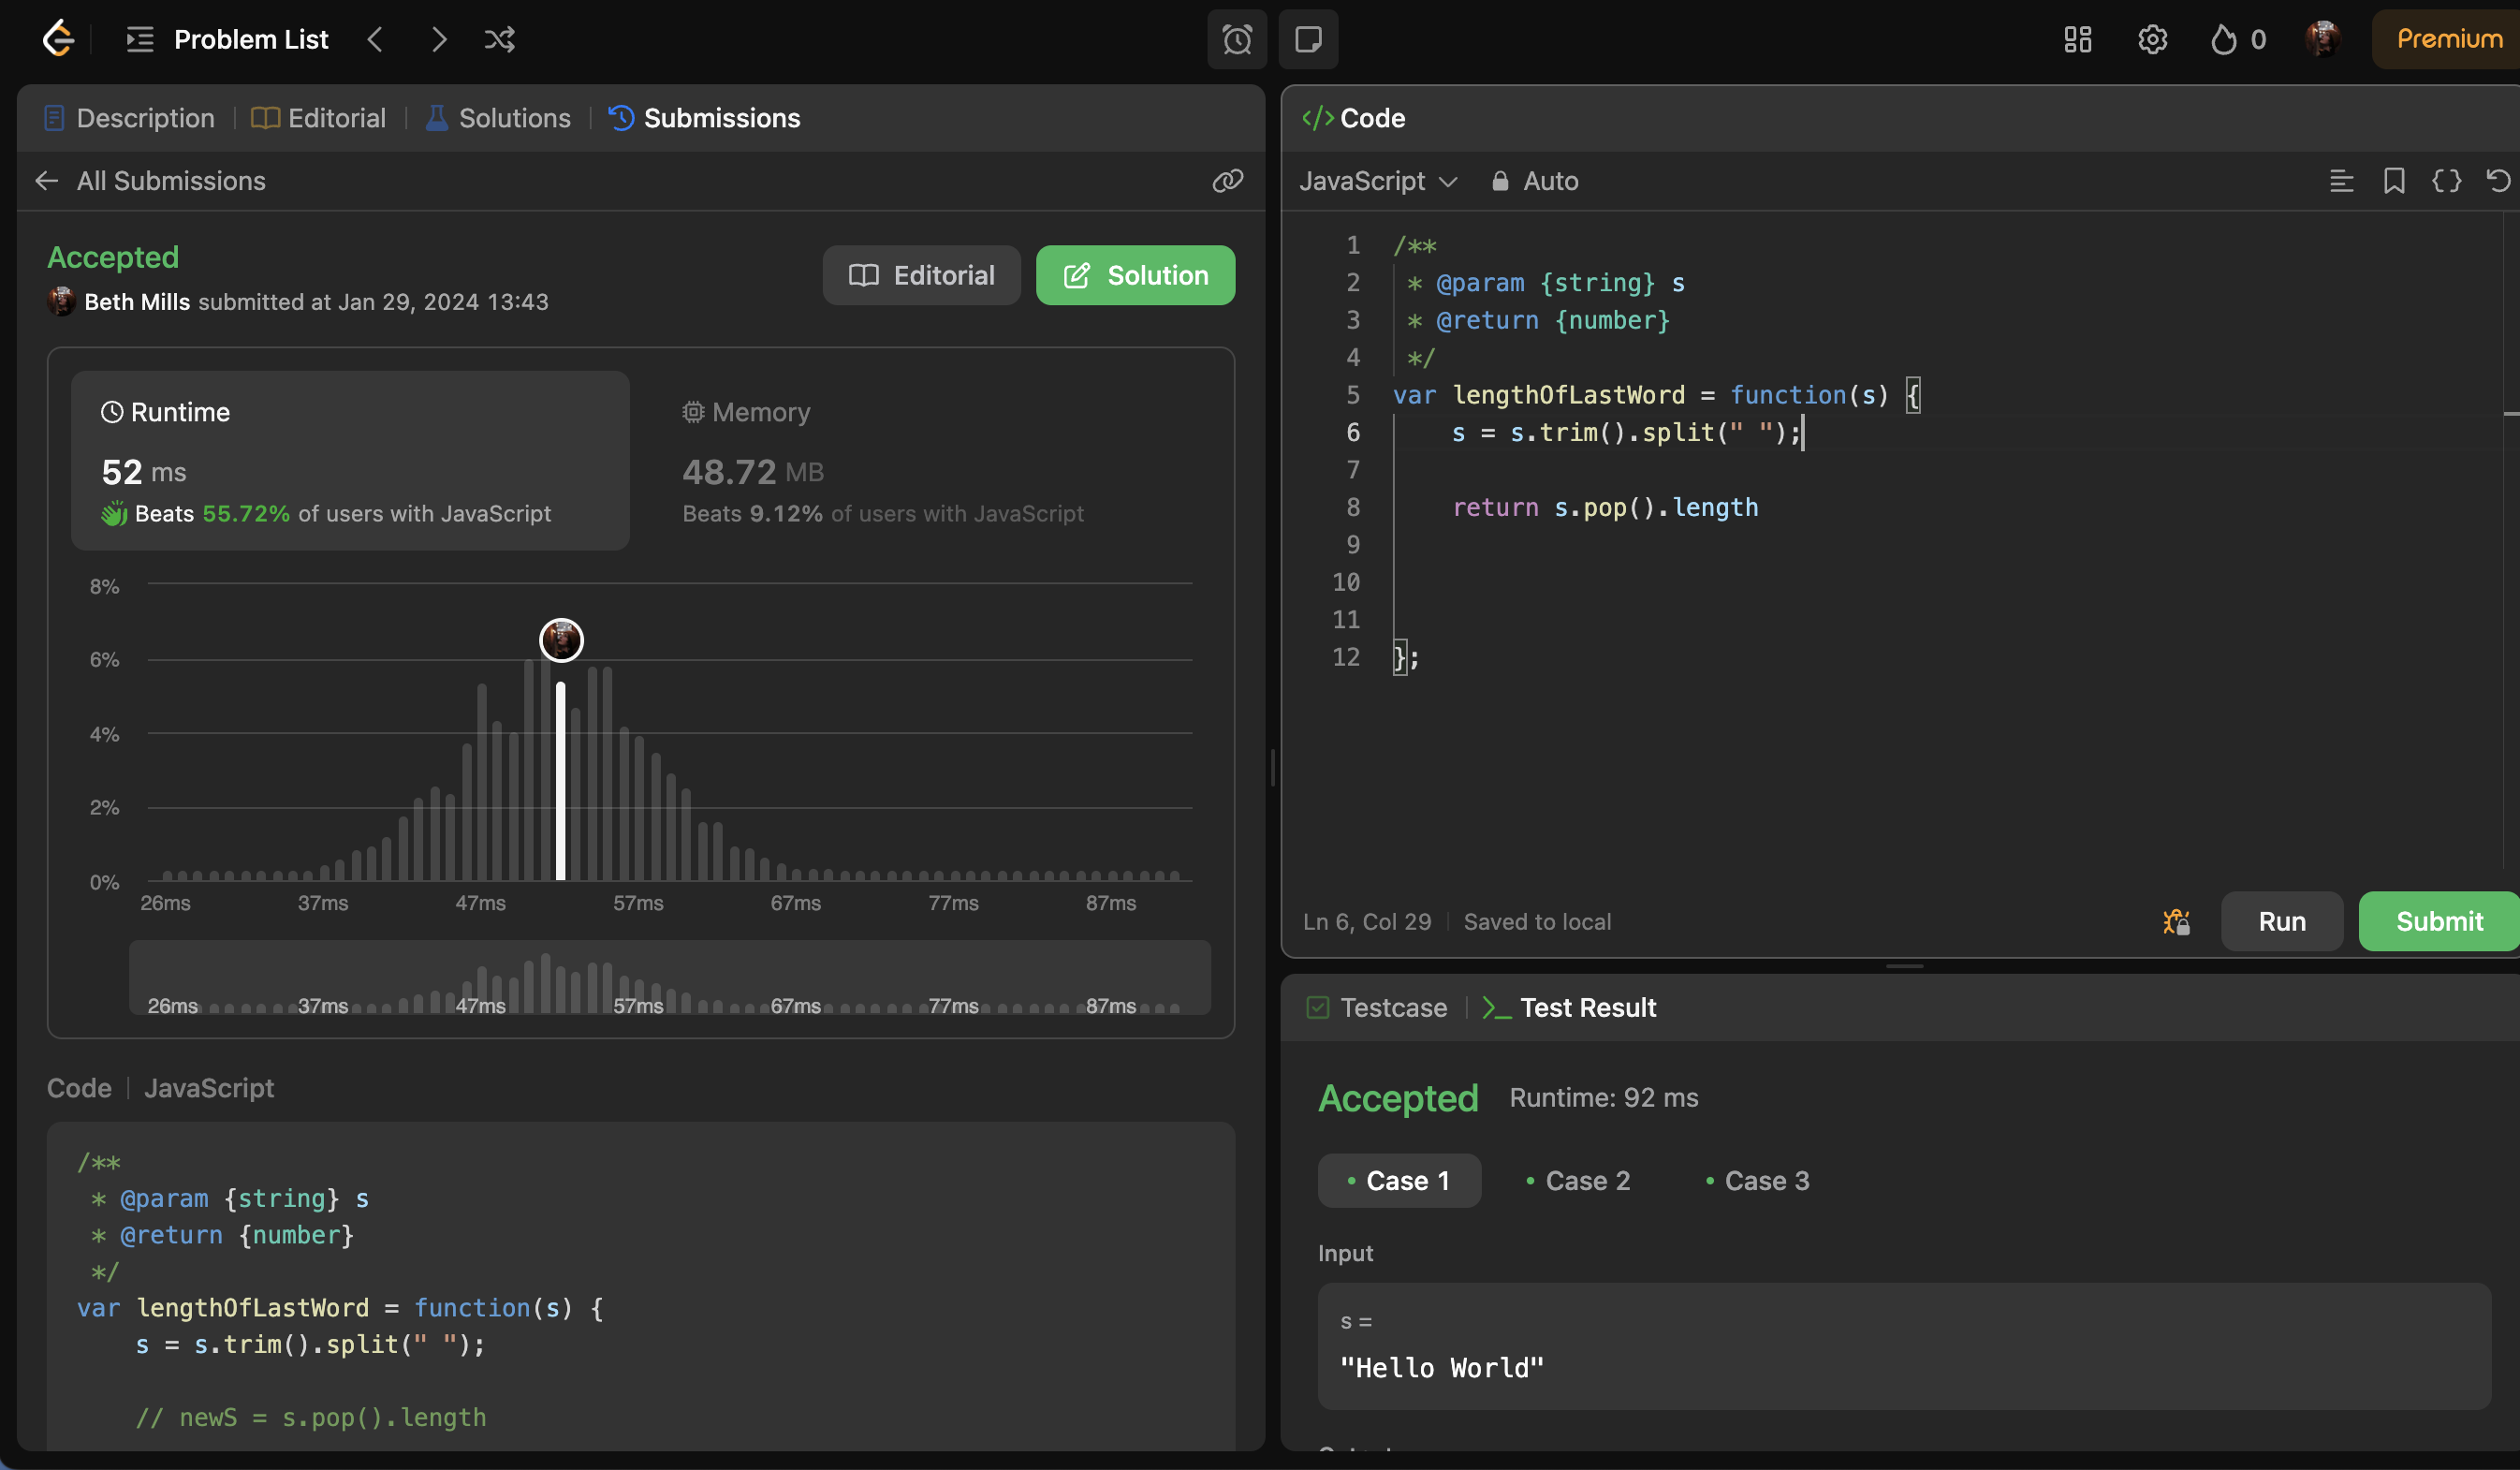 Problem List
0
Premium
Description
Editorial
Solutions
Submissions
All Submissions
Accepted
Beth Mills submitted at Jan 29, 2024 13:43
Editorial
Solution
Runtime
52 ms
Beats 55.72% of users with JavaScript
Memory
48.72 MB
Beats 9.12% of users with JavaScript
8%
6%
4%
2%
0%
26ms 37ms 47ms 57ms 67ms 77ms 87ms
26ms 37ms 47ms 57ms 67ms 77ms 87ms
Code | JavaScript
/**
 * @param {string} s
 * @return {number}
 */
var lengthOfLastWord = function(s) {
    s = s.trim().split(" ");
    // newS = s.pop().length
</> Code
JavaScript
Auto
1 /**
2  * @param {string} s
3  * @return {number}
4  */
5 var lengthOfLastWord = function(s) {
6     s = s.trim().split(" ");
7
8     return s.pop().length
9
10
11
12 };
Ln 6, Col 29
Saved to local
Run
Submit
Testcase
Test Result
Accepted
Runtime: 92 ms
• Case 1
• Case 2
• Case 3
Input
s =
"Hello World"